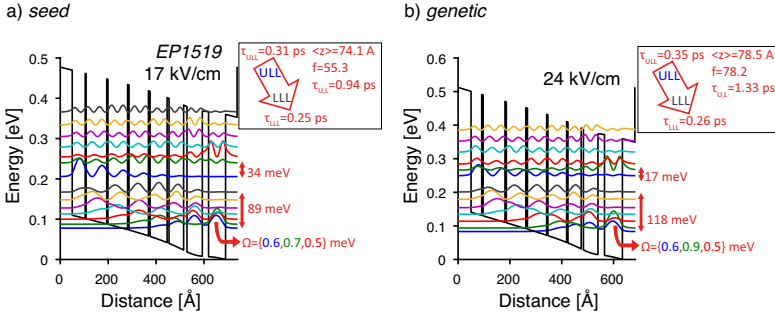 a) seed
EP1519
17 kV/cm
τULL=0.31 ps <z>=74.1 A
f=55.3
τU,L=0.94 ps
ULL
LLL
τLLL=0.25 ps
Energy [eV]
0.5
0.4
0.3
0.2
0.1
0
34 meV
89 meV
Ω={0.6,0.7,0.5} meV
0 200 400 600
Distance [Å]
b) genetic
24 kV/cm
τULL=0.35 ps <z>=78.5 A
f=78.2
τU,L=1.33 ps
ULL
LLL
τLLL=0.26 ps
Energy [eV]
0.6
0.5
0.4
0.3
0.2
0.1
0
17 meV
118 meV
Ω={0.6,0.9,0.5} meV
0 200 400 600
Distance [Å]